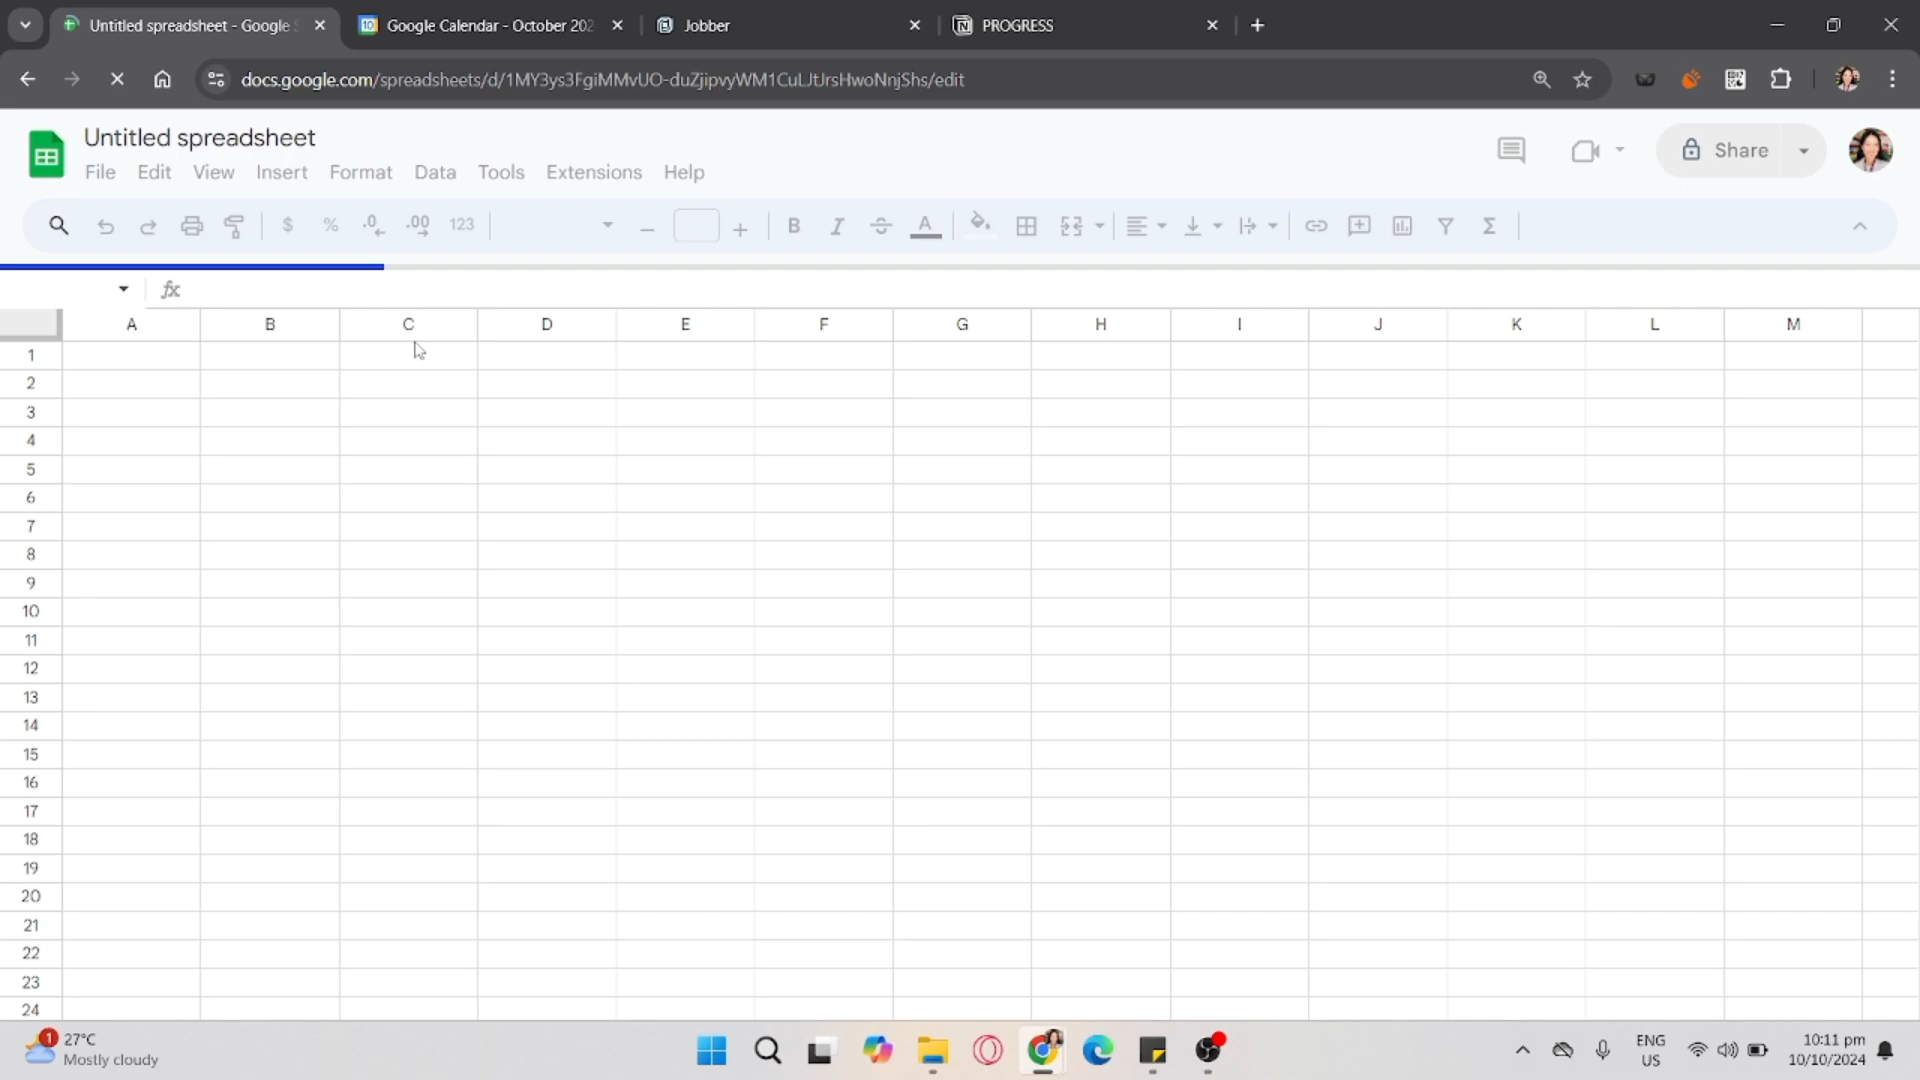 Untitled spreadsheet - Google S
Google Calendar - October 202
Jobber
PROGRESS
docs.google.com/spreadsheets/d/1MY3ys3FgiMMvUO-duZjipvyWM1CuLJtJrsHwoNnjShs/edit
Untitled spreadsheet
Share
File Edit View Insert Format Data Tools Extensions Help
$ % .0 .00 123 B I S A Σ
fx
A B C D E F G H I J K L M
1
2
3
4
5
6
7
8
9
10
11
12
13
14
15
16
17
18
19
20
21
22
23
24
1
27°C
Mostly cloudy
ENG
US
10:11 pm
10/10/2024